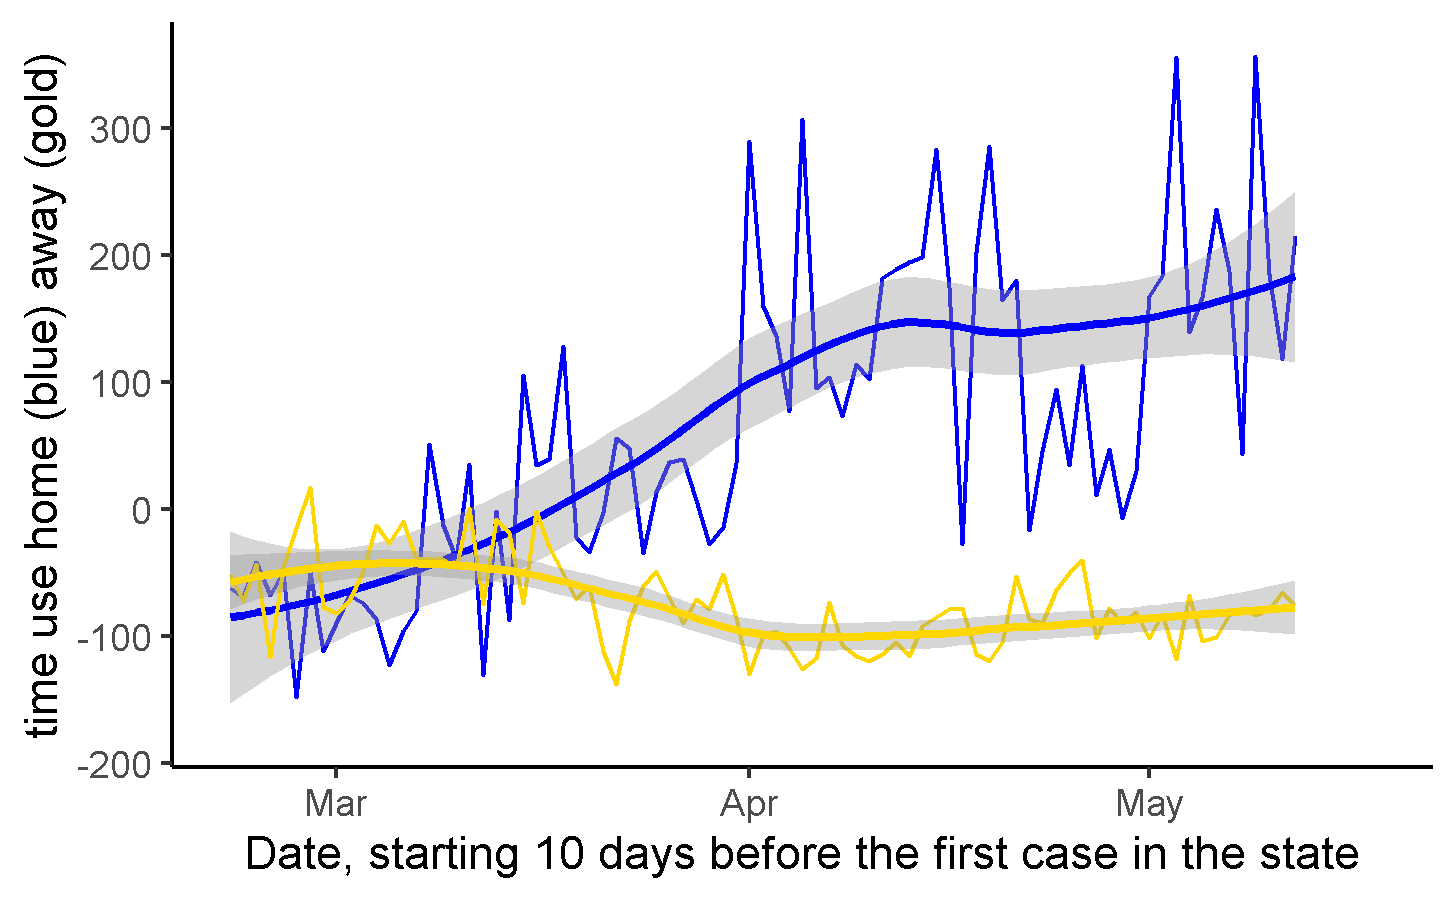 time use home (blue) away (gold)
300
200
100
0
-100
-200
Mar Apr May
Date, starting 10 days before the first case in the state